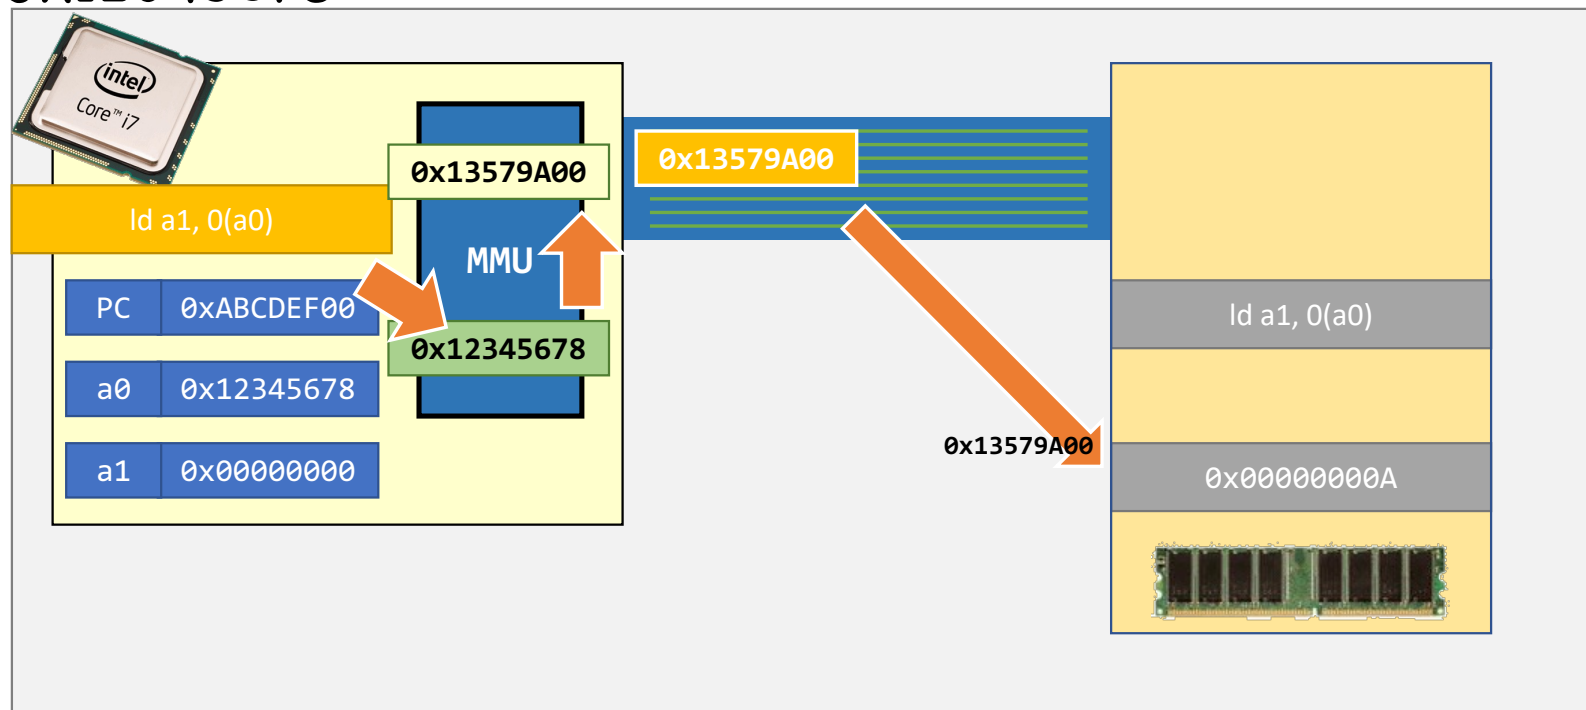 intel
Core™ i7
0x13579A00
0x13579A00
ld a1, 0(a0)
MMU
PC 0xABCDEF00
ld a1, 0(a0)
0x12345678
a0 0x12345678
0x13579A00
a1 0x00000000
0x00000000A